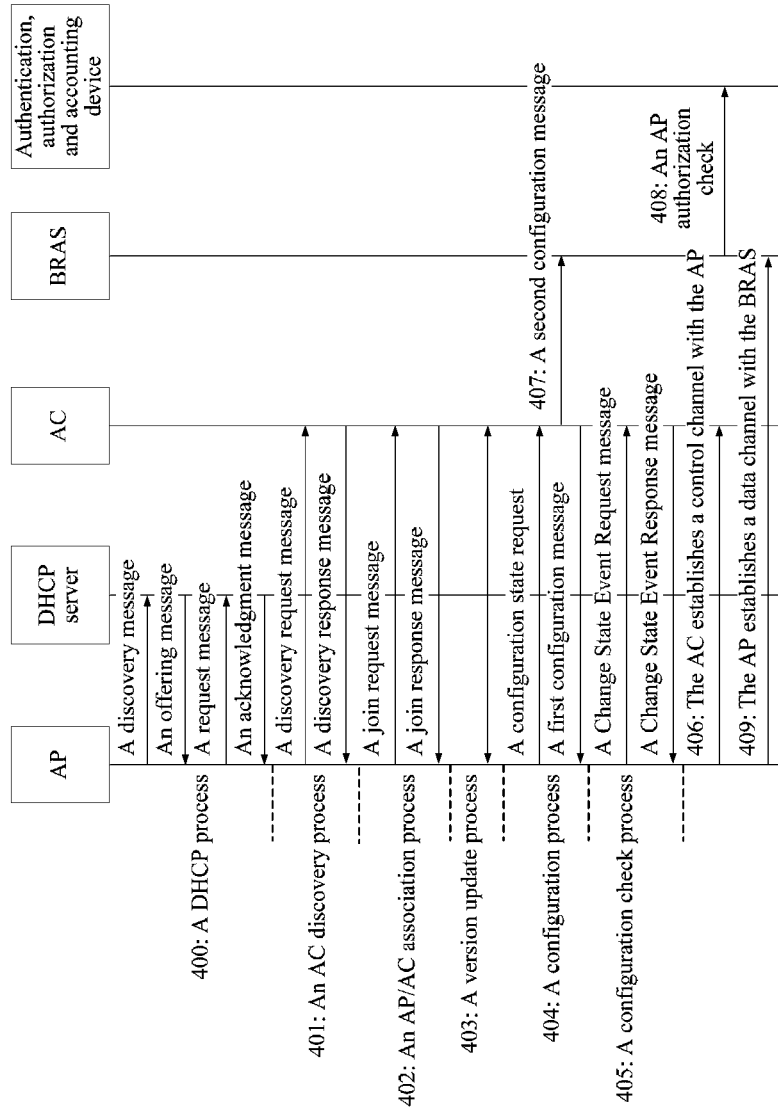 AP
DHCP
server
AC
BRAS
Authentication,
authorization
and accounting
device
400: A DHCP process
A discovery message
An offering message
A request message
An acknowledgment message
401: An AC discovery process
A discovery request message
A discovery response message
402: An AP/AC association process
A join request message
A join response message
403: A version update process
404: A configuration process
A configuration state request
A first configuration message
407: A second configuration message
405: A configuration check process
A Change State Event Request message
A Change State Event Response message
406: The AC establishes a control channel with the AP
408: An AP
authorization
check
409: The AP establishes a data channel with the BRAS